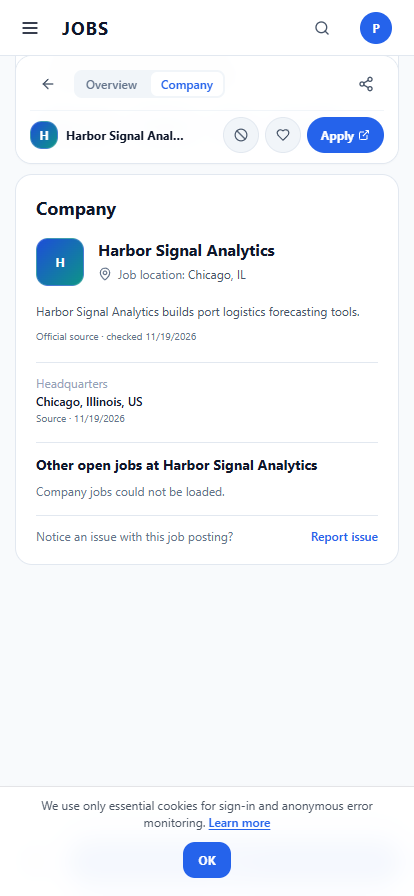 JOBS
P
Overview
Company
H
Harbor Signal Anal...
Apply
Company
H
Harbor Signal Analytics
Job location: Chicago, IL
Harbor Signal Analytics builds port logistics forecasting tools.
Official source · checked 11/19/2026
Headquarters
Chicago, Illinois, US
Source · 11/19/2026
Other open jobs at Harbor Signal Analytics
Company jobs could not be loaded.
Notice an issue with this job posting?
Report issue
We use only essential cookies for sign-in and anonymous error
monitoring. Learn more
OK